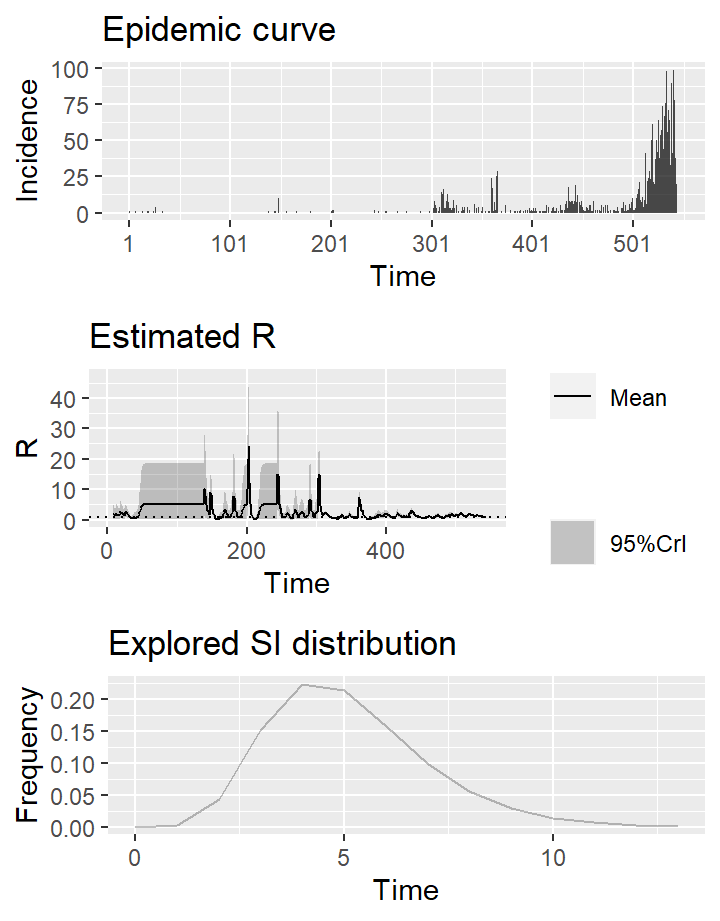 Epidemic curve
Incidence
100
75
50
25
0
1 101 201 301 401 501
Time
Estimated R
R
40
30
20
10
0
0 200 400
Time
Mean
95%CrI
Explored SI distribution
Frequency
0.20
0.15
0.10
0.05
0.00
0 5 10
Time